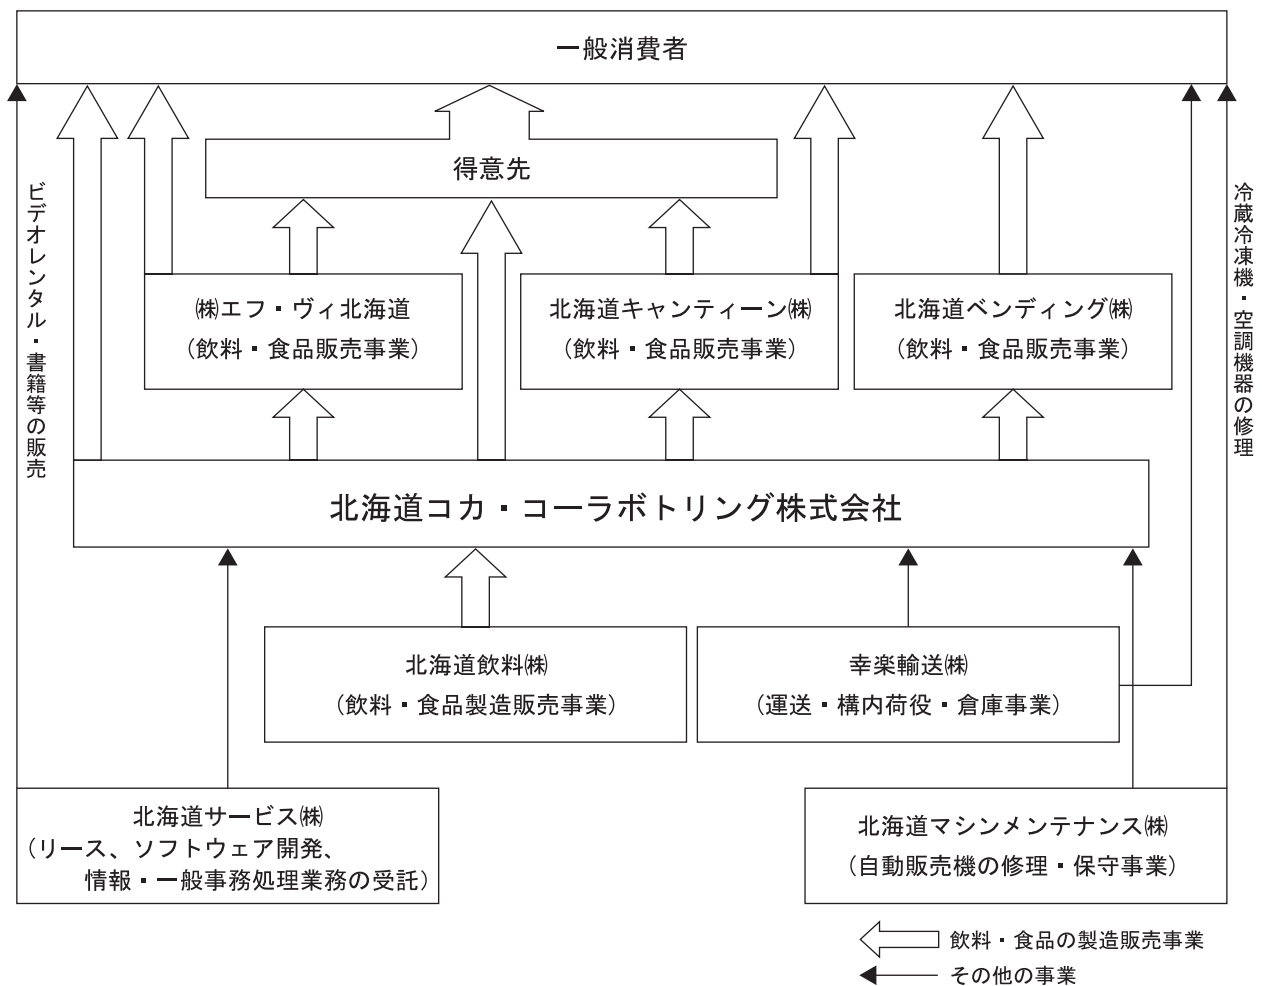 一般消費者
得意先
ビデオレンタル・書籍等の販売
冷蔵冷凍機・空調機器の修理
㈱エフ・ヴィ北海道
（飲料・食品販売事業）
北海道キャンティーン㈱
（飲料・食品販売事業）
北海道ベンディング㈱
（飲料・食品販売事業）
北海道コカ・コーラボトリング株式会社
北海道飲料㈱
（飲料・食品製造販売事業）
幸楽輸送㈱
（運送・構内荷役・倉庫事業）
北海道サービス㈱
（リース、ソフトウェア開発、
情報・一般事務処理業務の受託）
北海道マシンメンテナンス㈱
（自動販売機の修理・保守事業）
飲料・食品の製造販売事業
その他の事業